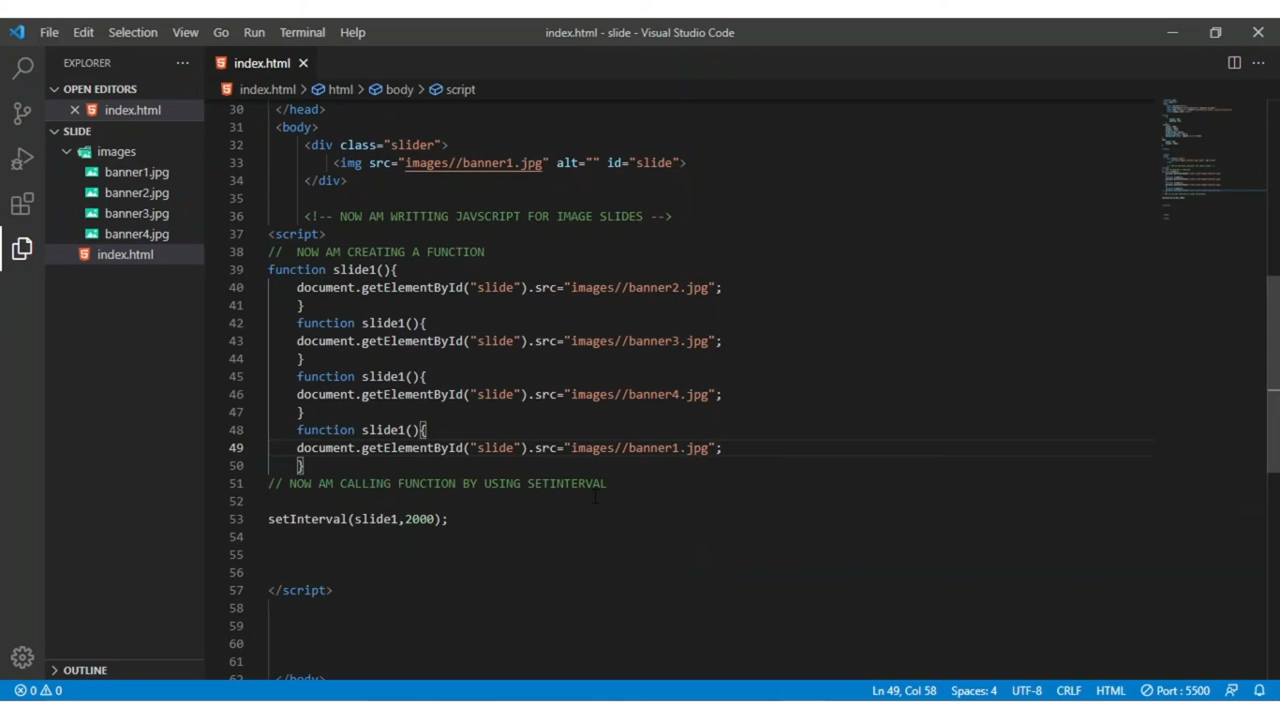 File Edit Selection View Go Run Terminal Help index.html - slide - Visual Studio Code
EXPLORER
OPEN EDITORS
index.html
SLIDE
images
banner1.jpg
banner2.jpg
banner3.jpg
banner4.jpg
index.html
OUTLINE
index.html
index.html > html > body > script
30 </head>
31 <body>
32 <div class="slider">
33 <img src="images//banner1.jpg" alt="" id="slide">
34 </div>
35
36 <!-- NOW AM WRITTING JAVSCRIPT FOR IMAGE SLIDES -->
37 <script>
38 // NOW AM CREATING A FUNCTION
39 function slide1(){
40 document.getElementById("slide").src="images//banner2.jpg";
41 }
42 function slide1(){
43 document.getElementById("slide").src="images//banner3.jpg";
44 }
45 function slide1(){
46 document.getElementById("slide").src="images//banner4.jpg";
47 }
48 function slide1(){
49 document.getElementById("slide").src="images//banner1.jpg";
50 }
51 // NOW AM CALLING FUNCTION BY USING SETINTERVAL
52
53 setInterval(slide1,2000);
54
55
56
57 </script>
58
59
60
61
62 </body>
0 0 Ln 49, Col 58 Spaces: 4 UTF-8 CRLF HTML Port : 5500